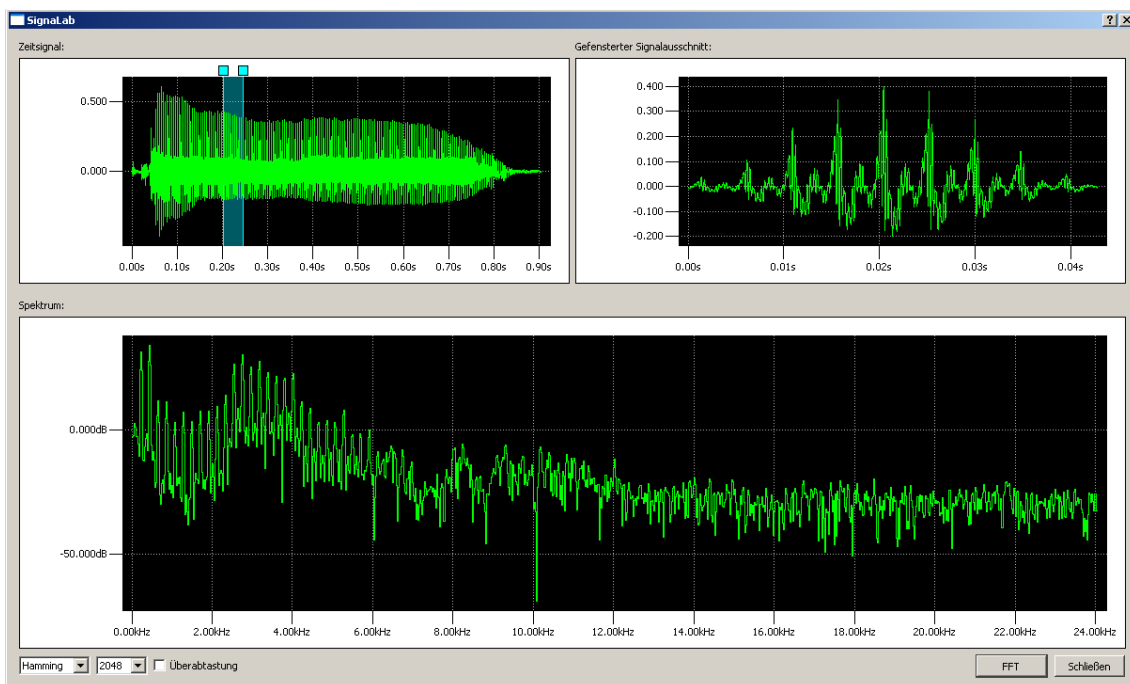 SignaLab
Zeitsignal:
0.500
0.000
0.00s 0.10s 0.20s 0.30s 0.40s 0.50s 0.60s 0.70s 0.80s 0.90s
Gefensterter Signalausschnitt:
0.400
0.300
0.200
0.100
0.000
-0.100
-0.200
0.00s 0.01s 0.02s 0.03s 0.04s
Spektrum:
0.000dB
-50.000dB
0.00kHz 2.00kHz 4.00kHz 6.00kHz 8.00kHz 10.00kHz 12.00kHz 14.00kHz 16.00kHz 18.00kHz 20.00kHz 22.00kHz 24.00kHz
Hamming 2048 Überabtastung FFT Schließen